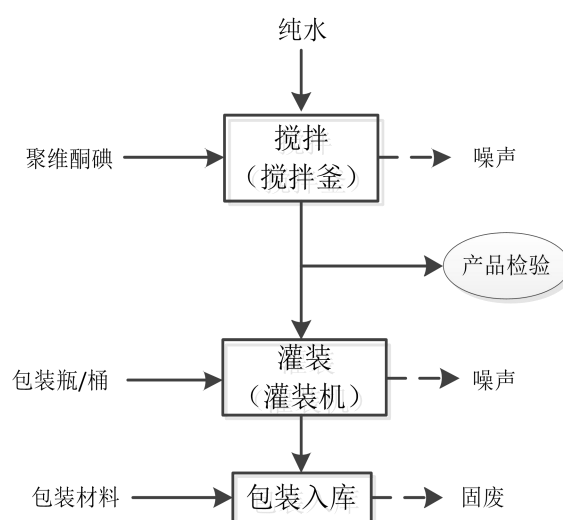 纯水
聚维酮碘
搅拌
（搅拌釜）
噪声
产品检验
包装瓶/桶
灌装
（灌装机）
噪声
包装材料
包装入库
固废